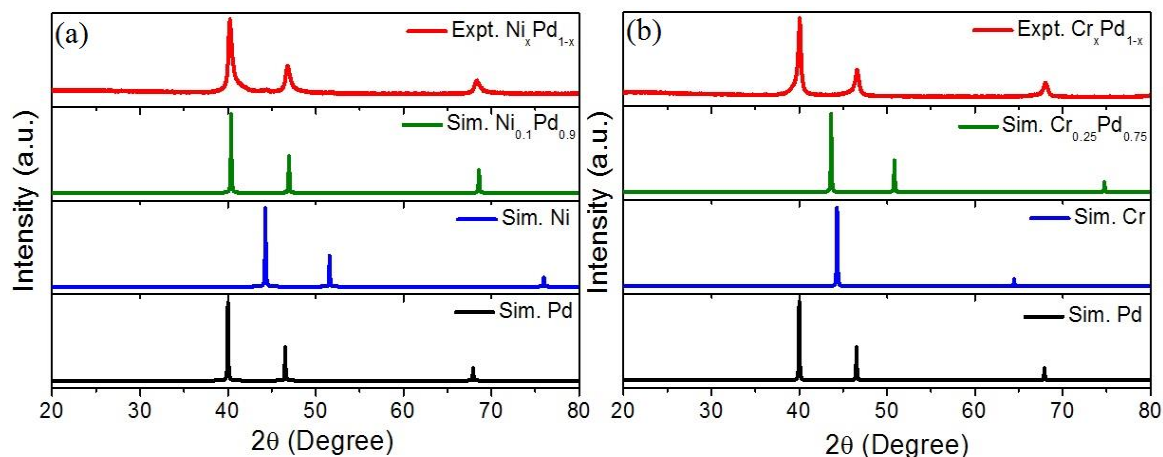 (a)
Expt. NiₓPd₁₋ₓ
Sim. Ni₀.₁Pd₀.₉
Sim. Ni
Sim. Pd
Intensity (a.u.)
20 30 40 50 60 70 80
2θ (Degree)
(b)
Expt. CrₓPd₁₋ₓ
Sim. Cr₀.₂₅Pd₀.₇₅
Sim. Cr
Sim. Pd
Intensity (a.u.)
20 30 40 50 60 70 80
2θ (Degree)